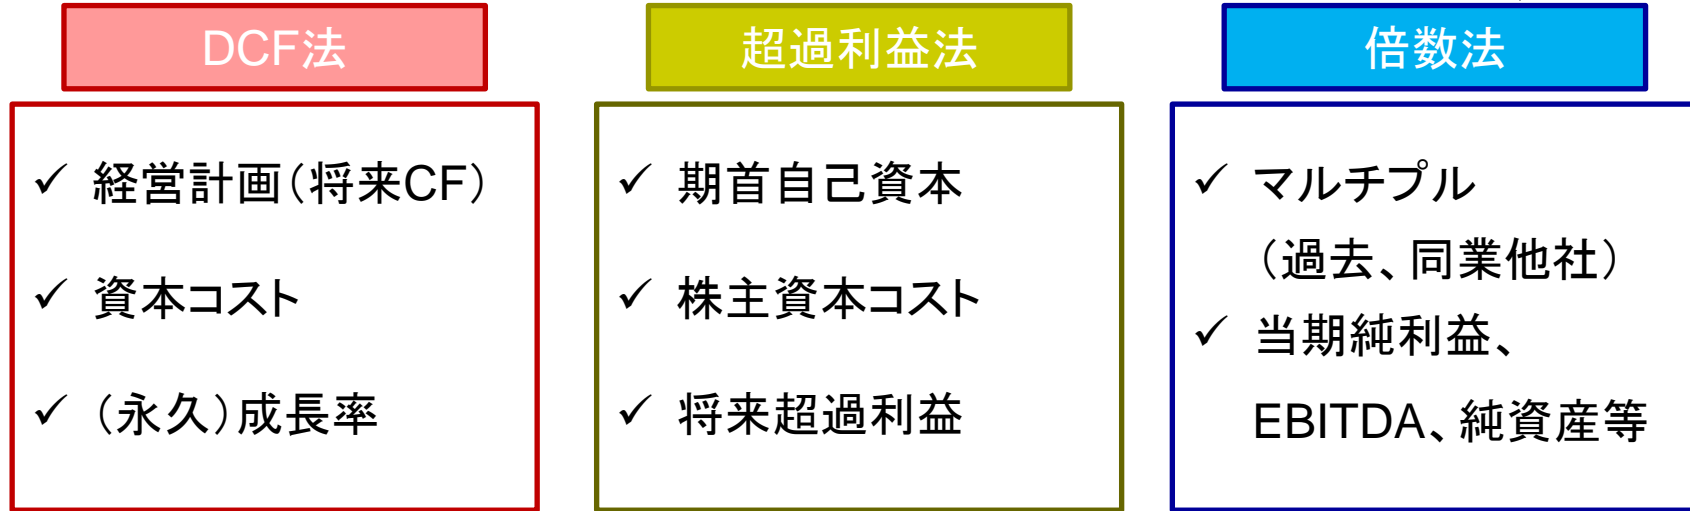 DCF法
✓ 経営計画（将来CF）
✓ 資本コスト
✓ （永久）成長率
超過利益法
✓ 期首自己資本
✓ 株主資本コスト
✓ 将来超過利益
倍数法
✓ マルチプル
（過去、同業他社）
✓ 当期純利益、
EBITDA、純資産等